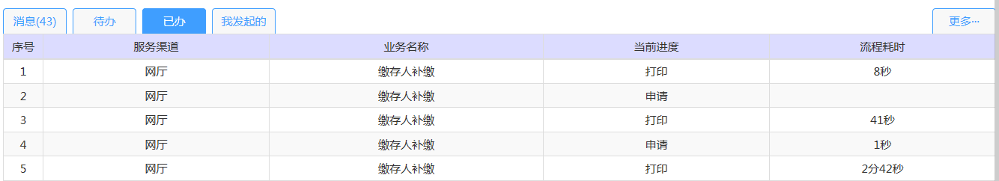 消息(43) 待办 已办 我发起的 更多···
序号 服务渠道 业务名称 当前进度 流程耗时
1 网厅 缴存人补缴 打印 8秒
2 网厅 缴存人补缴 申请
3 网厅 缴存人补缴 打印 41秒
4 网厅 缴存人补缴 申请 1秒
5 网厅 缴存人补缴 打印 2分42秒